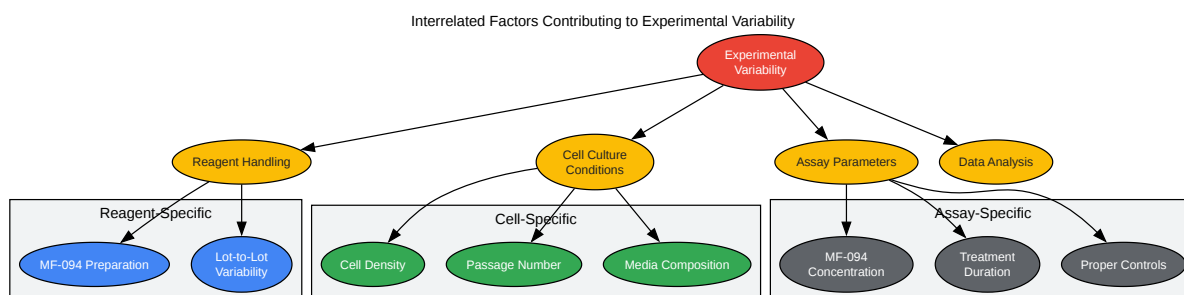 Interrelated Factors Contributing to Experimental Variability
Experimental
Variability
Reagent Handling
Cell Culture
Conditions
Assay Parameters
Data Analysis
Reagent-Specific
Cell-Specific
Assay-Specific
MF-094 Preparation
Lot-to-Lot
Variability
Cell Density
Passage Number
Media Composition
MF-094
Concentration
Treatment
Duration
Proper Controls